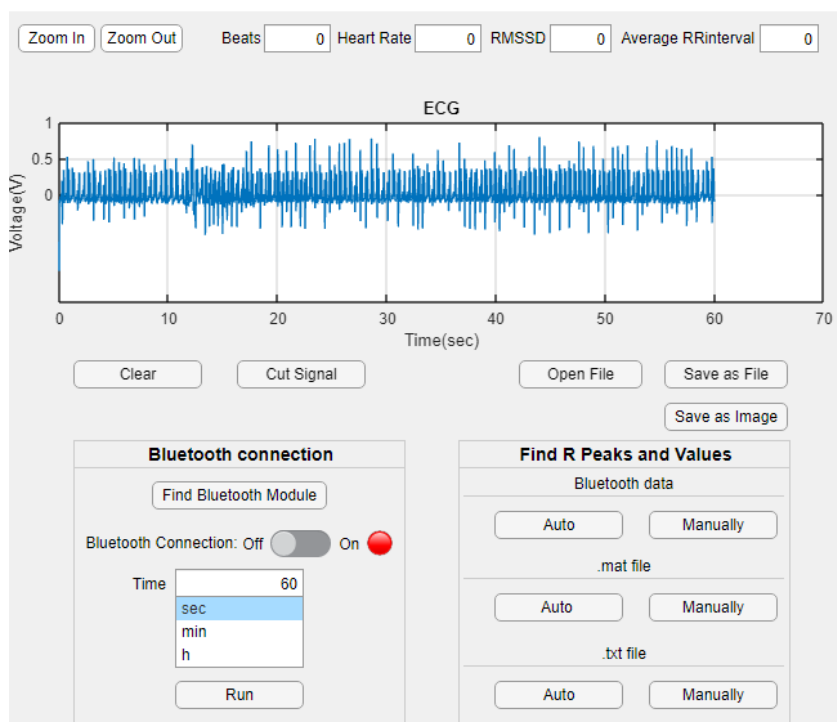 Zoom In Zoom Out Beats 0 Heart Rate 0 RMSSD 0 Average RRinterval 0
ECG
1
0.5
0
Voltage(V)
0 10 20 30 40 50 60 70
Time(sec)
Clear Cut Signal Open File Save as File
Save as Image
Bluetooth connection Find R Peaks and Values
Bluetooth data
Find Bluetooth Module
Auto Manually
Bluetooth Connection: Off On
.mat file
Time 60
sec
Auto Manually
min
h
.txt file
Run Auto Manually